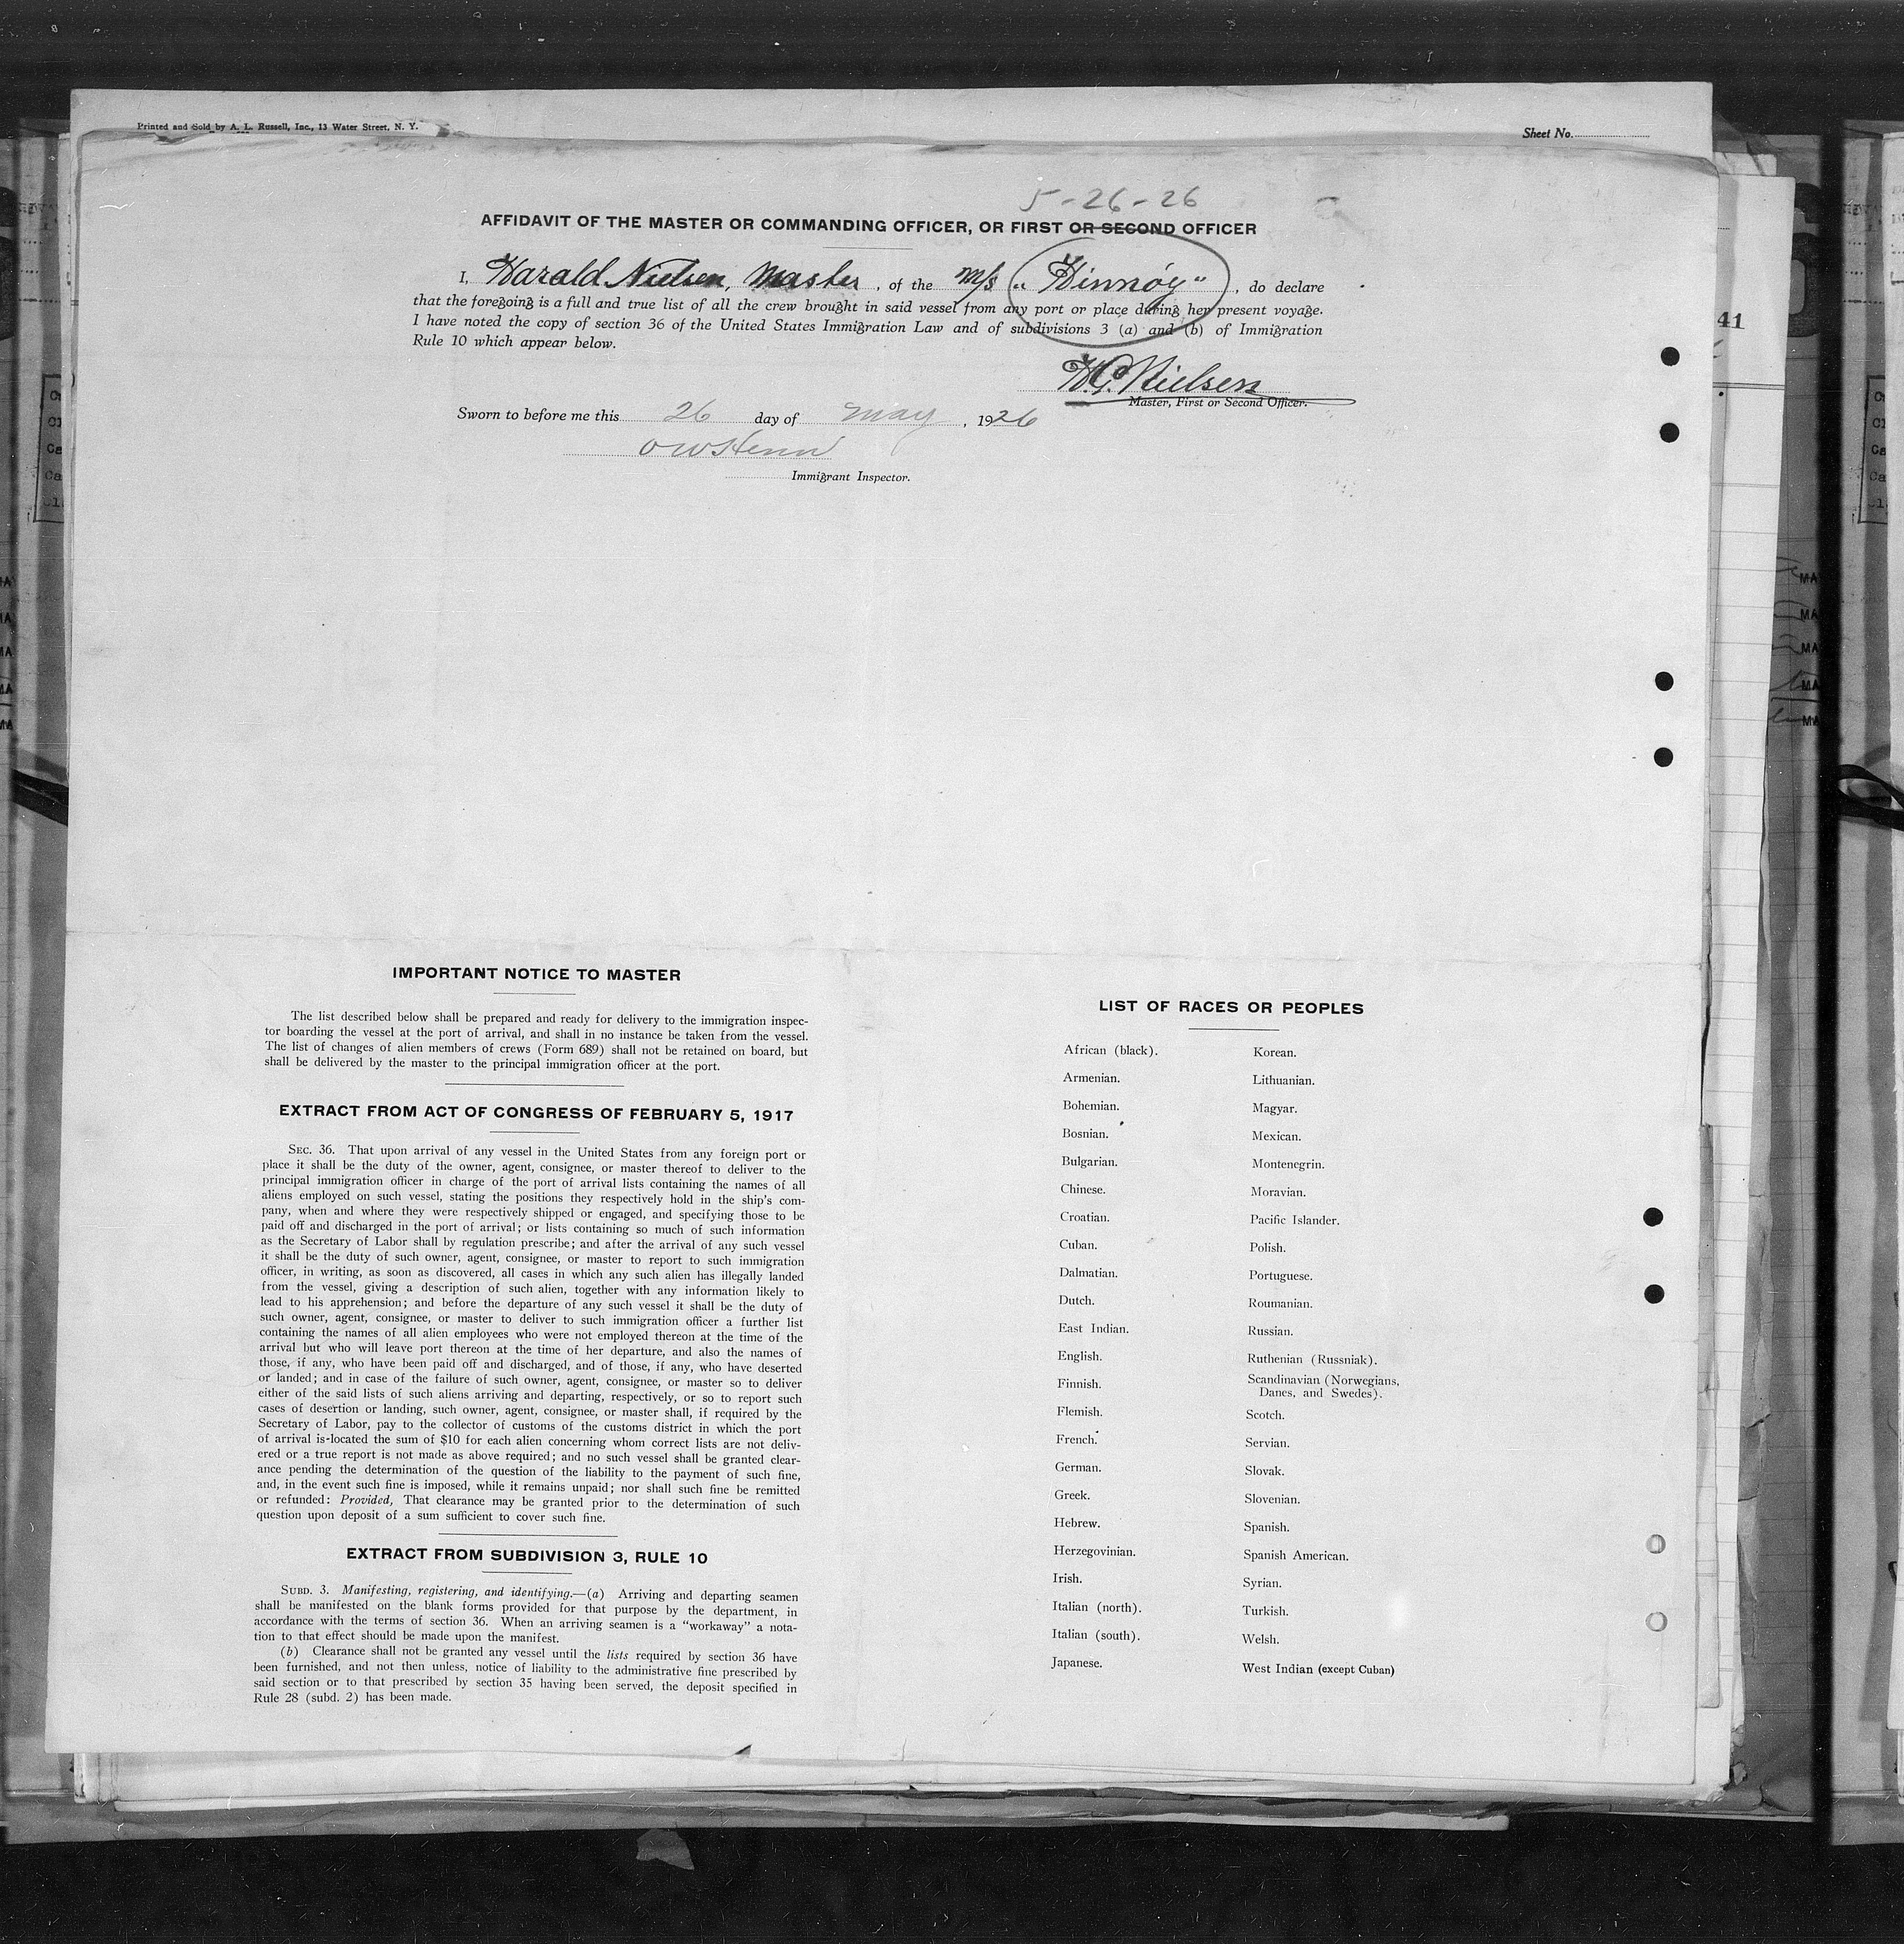 Printed and Sold by A. L. Russell, Inc., 13 Water Street, N. Y.
Sheet No.
5-26-26
AFFIDAVIT OF THE MASTER OR COMMANDING OFFICER, OR FIRST OR SECOND OFFICER
I, Harald Nielsen, Master, of the M/s „Hinnøy“, do declare
that the foregoing is a full and true list of all the crew brought in said vessel from any port or place during her present voyage.
I have noted the copy of section 36 of the United States Immigration Law and of subdivisions 3 (a) and (b) of Immigration
Rule 10 which appear below.
41
H. Nielsen
Master, First or Second Officer.
Sworn to before me this 26 day of May, 1926
Immigrant Inspector.
IMPORTANT NOTICE TO MASTER
The list described below shall be prepared and ready for delivery to the immigration inspec-
tor boarding the vessel at the port of arrival, and shall in no instance be taken from the vessel.
The list of changes of alien members of crews (Form 689) shall not be retained on board, but
shall be delivered by the master to the principal immigration officer at the port.
EXTRACT FROM ACT OF CONGRESS OF FEBRUARY 5, 1917
SEC. 36. That upon arrival of any vessel in the United States from any foreign port or
place it shall be the duty of the owner, agent, consignee, or master thereof to deliver to the
principal immigration officer in charge of the port of arrival lists containing the names of all
aliens employed on such vessel, stating the positions they respectively hold in the ship's com-
pany, when and where they were respectively shipped or engaged, and specifying those to be
paid off and discharged in the port of arrival; or lists containing so much of such information
as the Secretary of Labor shall by regulation prescribe; and after the arrival of any such vessel
it shall be the duty of such owner, agent, consignee, or master to report to such immigration
officer, in writing, as soon as discovered, all cases in which any such alien has illegally landed
from the vessel, giving a description of such alien, together with any information likely to
lead to his apprehension; and before the departure of any such vessel it shall be the duty of
such owner, agent, consignee, or master to deliver to such immigration officer a further list
containing the names of all alien employees who were not employed thereon at the time of the
arrival but who will leave port thereon at the time of her departure, and also the names of
those, if any, who have been paid off and discharged, and of those, if any, who have deserted
or landed; and in case of the failure of such owner, agent, consignee, or master so to deliver
either of the said lists of such aliens arriving and departing, respectively, or so to report such
cases of desertion or landing, such owner, agent, consignee, or master shall, if required by the
Secretary of Labor, pay to the collector of customs of the customs district in which the port
of arrival is located the sum of $10 for each alien concerning whom correct lists are not deliv-
ered or a true report is not made as above required; and no such vessel shall be granted clear-
ance pending the determination of the question of the liability to the payment of such fine,
and, in the event such fine is imposed, while it remains unpaid; nor shall such fine be remitted
or refunded: Provided, That clearance may be granted prior to the determination of such
question upon deposit of a sum sufficient to cover such fine.
EXTRACT FROM SUBDIVISION 3, RULE 10
SUBD. 3. Manifesting, registering, and identifying.—(a) Arriving and departing seamen
shall be manifested on the blank forms provided for that purpose by the department, in
accordance with the terms of section 36. When an arriving seamen is a "workaway" a nota-
tion to that effect should be made upon the manifest.
(b) Clearance shall not be granted any vessel until the lists required by section 36 have
been furnished, and not then unless, notice of liability to the administrative fine prescribed by
said section or to that prescribed by section 35 having been served, the deposit specified in
Rule 28 (subd. 2) has been made.
LIST OF RACES OR PEOPLES
African (black).
Armenian.
Bohemian.
Bosnian.
Bulgarian.
Chinese.
Croatian.
Cuban.
Dalmatian.
Dutch.
East Indian.
English.
Finnish.
Flemish.
French.
German.
Greek.
Hebrew.
Herzegovinian.
Irish.
Italian (north).
Italian (south).
Japanese.
Korean.
Lithuanian.
Magyar.
Mexican.
Montenegrin.
Moravian.
Pacific Islander.
Polish.
Portuguese.
Roumanian.
Russian.
Ruthenian (Russniak).
Scandinavian (Norwegians,
Danes, and Swedes).
Scotch.
Servian.
Slovak.
Slovenian.
Spanish.
Spanish American.
Syrian.
Turkish.
Welsh.
West Indian (except Cuban)